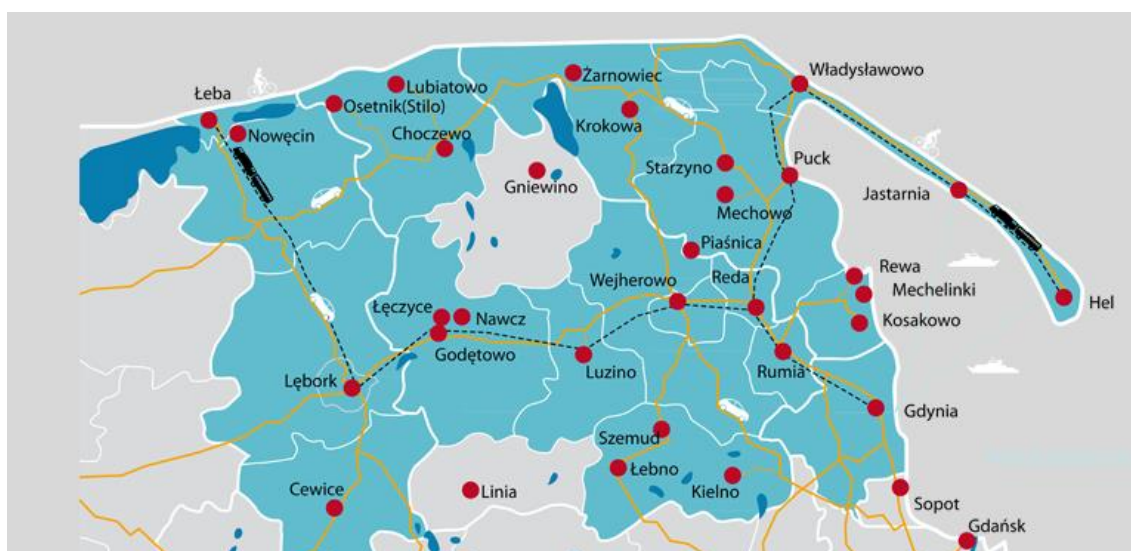 Łeba
Nowęcin
Lubiatowo
Osetnik(Stilo)
Choczewo
Żarnowiec
Krokowa
Władysławowo
Gniewino
Starzyno
Puck
Mechowo
Jastarnia
Piaśnica
Wejherowo
Reda
Rewa
Mechelinki
Hel
Kosakowo
Łęczyce
Nawcz
Godętowo
Lębork
Luzino
Rumia
Gdynia
Szemud
Łebno
Kielno
Cewice
Linia
Sopot
Gdańsk